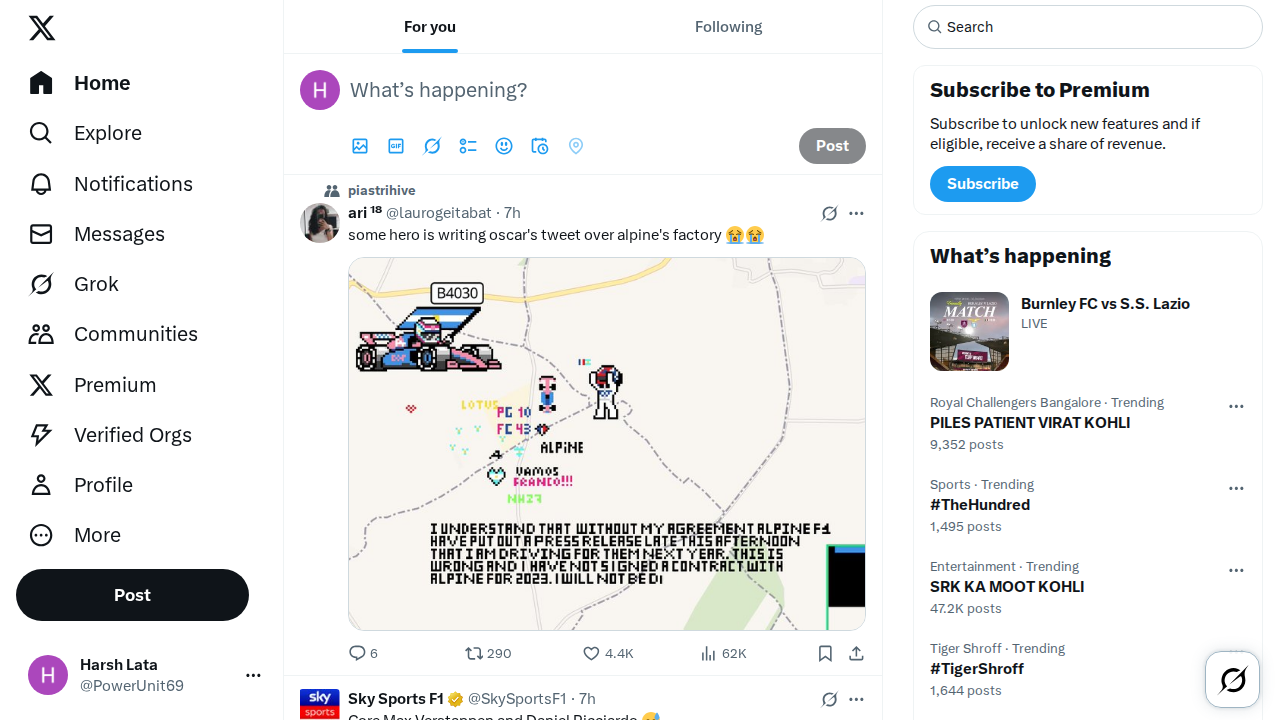 Home
Explore
Notifications
Messages
Grok
Communities
Premium
Verified Orgs
Profile
More
Post
Harsh Lata
@PowerUnit69
For you
Following
H
What's happening?
GIF
Post
piastrihive
ari ¹⁸ @laurogeitabat · 7h
some hero is writing oscar's tweet over alpine's factory 😭😭
B4030
LOTUS
PG 10
FC 43
ALPINE
VAMOS
FRANCO!!!
NH27
I UNDERSTAND THAT WITHOUT MY AGREEMENT ALPINE F1
HAVE PUT OUT A PRESS RELEASE LATE THIS AFTERNOON
THAT I AM DRIVING FOR THEM NEXT YEAR. THIS IS
WRONG AND I HAVE NOT SIGNED A CONTRACT WITH
ALPINE FOR 2023. I WILL NOT BE DI
6 290 4.4K 62K
sky
sports
Sky Sports F1 @SkySportsF1 · 7h
Search
Subscribe to Premium
Subscribe to unlock new features and if
eligible, receive a share of revenue.
Subscribe
What's happening
MATCH
Burnley FC vs S.S. Lazio
LIVE
Royal Challengers Bangalore · Trending
PILES PATIENT VIRAT KOHLI
9,352 posts
Sports · Trending
#TheHundred
1,495 posts
Entertainment · Trending
SRK KA MOOT KOHLI
47.2K posts
Tiger Shroff · Trending
#TigerShroff
1,644 posts